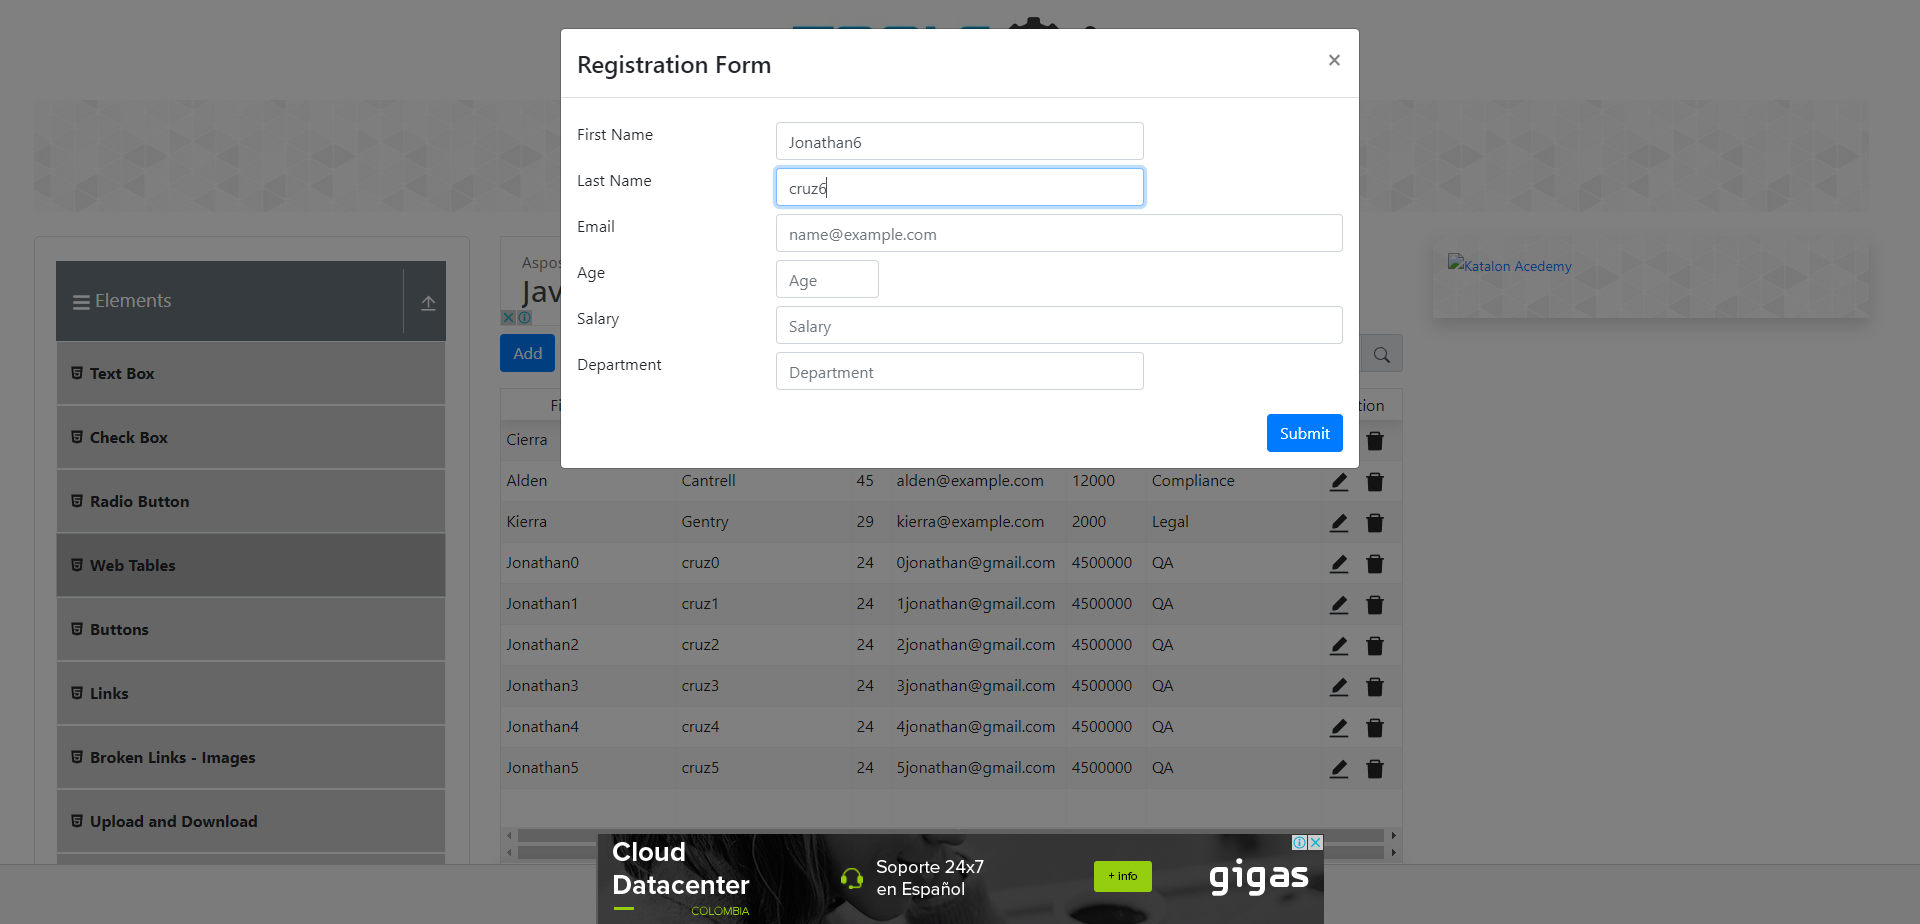 Registration Form
×
First Name
Jonathan6
Last Name
cruz6
Email
name@example.com
Age
Age
Salary
Salary
Department
Department
Submit
Elements
Text Box
Check Box
Radio Button
Web Tables
Buttons
Links
Broken Links - Images
Upload and Download
Aspos
Jav
Add
Fi
tion
Cierra
Alden Cantrell 45 alden@example.com 12000 Compliance
Kierra Gentry 29 kierra@example.com 2000 Legal
Jonathan0 cruz0 24 0jonathan@gmail.com 4500000 QA
Jonathan1 cruz1 24 1jonathan@gmail.com 4500000 QA
Jonathan2 cruz2 24 2jonathan@gmail.com 4500000 QA
Jonathan3 cruz3 24 3jonathan@gmail.com 4500000 QA
Jonathan4 cruz4 24 4jonathan@gmail.com 4500000 QA
Jonathan5 cruz5 24 5jonathan@gmail.com 4500000 QA
Katalon Acedemy
Cloud
Datacenter
COLOMBIA
Soporte 24x7
en Español
+ info
gigas